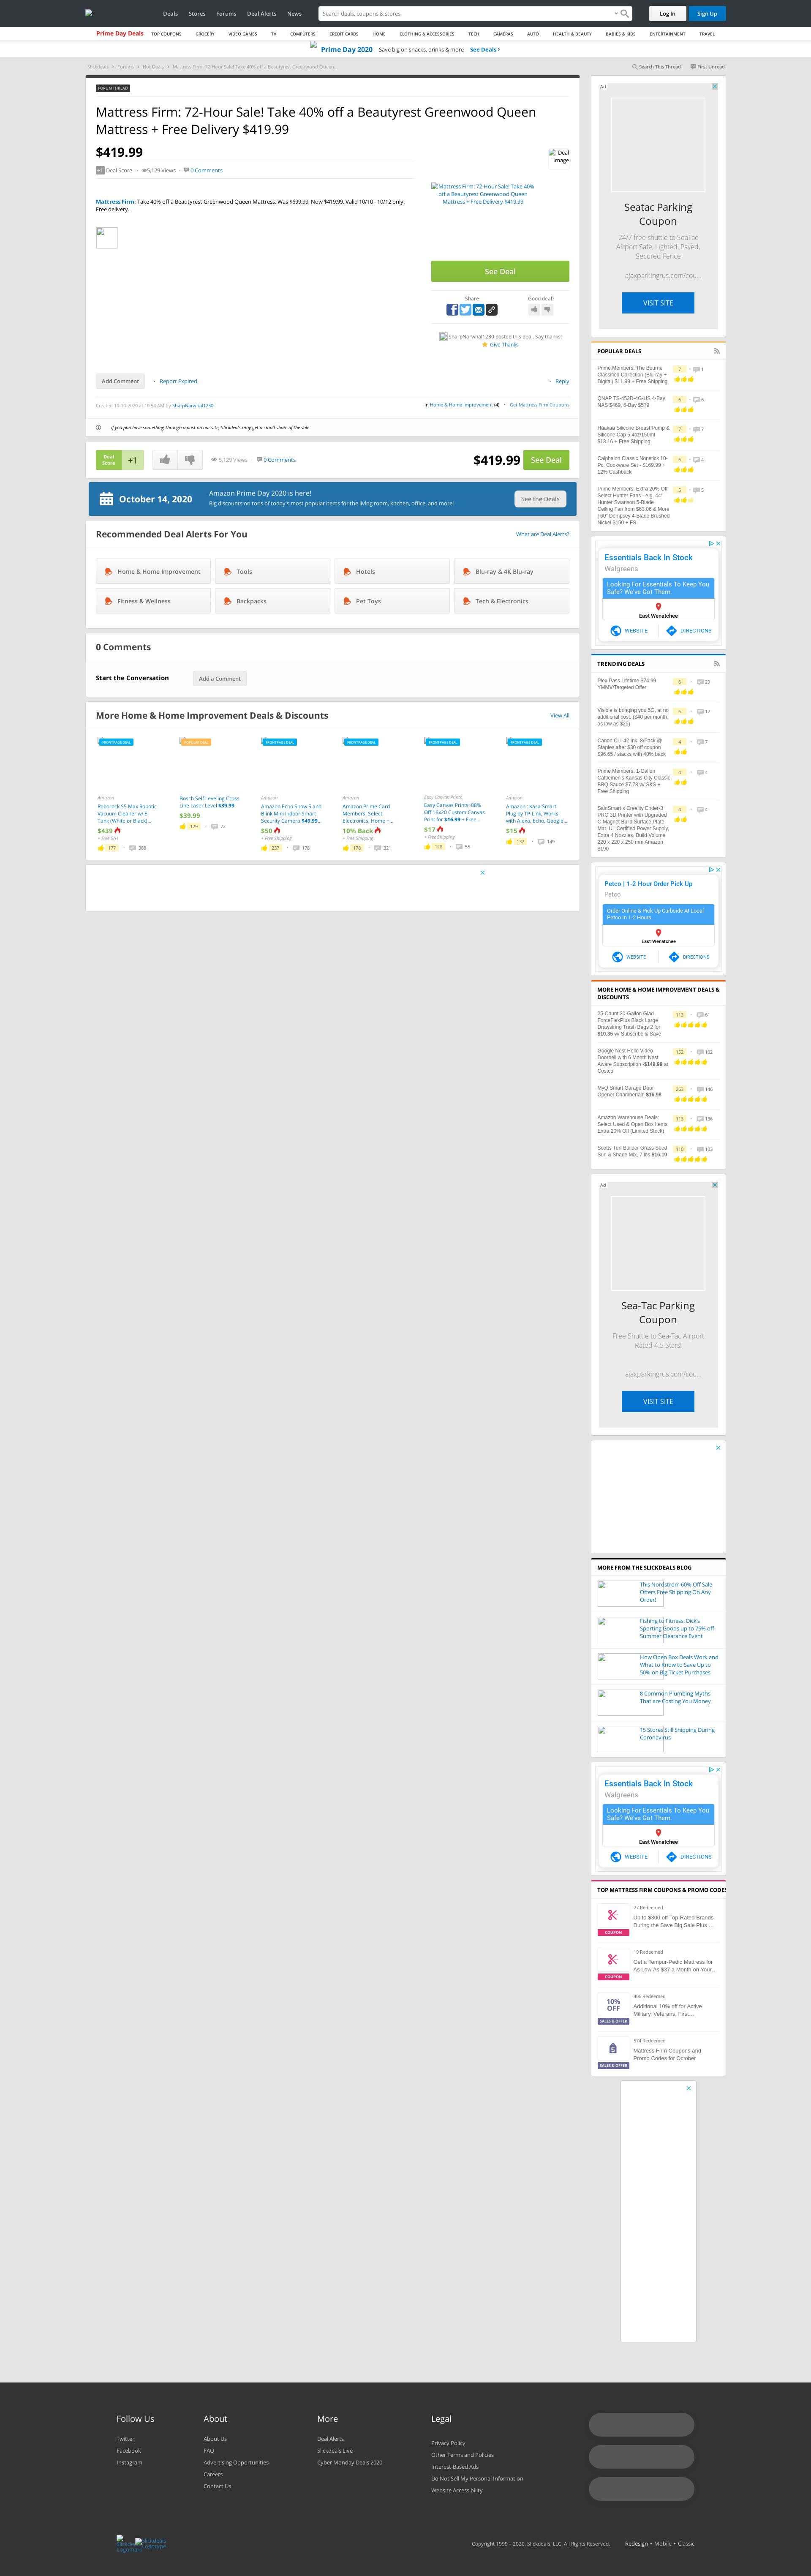 Deals Stores Forums Deal Alerts News
Search deals, coupons & stores
Log In Sign Up
Prime Day Deals TOP COUPONS GROCERY VIDEO GAMES TV COMPUTERS CREDIT CARDS HOME CLOTHING & ACCESSORIES TECH CAMERAS AUTO HEALTH & BEAUTY BABIES & KIDS ENTERTAINMENT TRAVEL
Prime Day 2020 Save big on snacks, drinks & more See Deals ›
Slickdeals › Forums › Hot Deals › Mattress Firm: 72-Hour Sale! Take 40% off a Beautyrest Greenwood Queen...
Search This Thread First Unread
FORUM THREAD
Mattress Firm: 72-Hour Sale! Take 40% off a Beautyrest Greenwood Queen
Mattress + Free Delivery $419.99
$419.99
Deal
Image
+1 Deal Score 5,129 Views 0 Comments
Mattress Firm: 72-Hour Sale! Take 40%
off a Beautyrest Greenwood Queen
Mattress + Free Delivery $419.99
Mattress Firm: Take 40% off a Beautyrest Greenwood Queen Mattress. Was $699.99, Now $419.99. Valid 10/10 - 10/12 only.
Free delivery.
See Deal
Share Good deal?
SharpNarwhal1230 posted this deal. Say thanks!
Give Thanks
Add Comment Report Expired Reply
Created 10-10-2020 at 10:54 AM by SharpNarwhal1230
in Home & Home Improvement (4) Get Mattress Firm Coupons
If you purchase something through a post on our site, Slickdeals may get a small share of the sale.
Deal
Score
+1
5,129 Views 0 Comments
$419.99 See Deal
October 14, 2020
Amazon Prime Day 2020 is here!
Big discounts on tons of today's most popular items for the living room, kitchen, office, and more!
See the Deals
Recommended Deal Alerts For You
What are Deal Alerts?
Home & Home Improvement Tools Hotels Blu-ray & 4K Blu-ray
Fitness & Wellness Backpacks Pet Toys Tech & Electronics
0 Comments
Start the Conversation Add a Comment
More Home & Home Improvement Deals & Discounts
View All
FRONTPAGE DEAL
Amazon
Roborock S5 Max Robotic
Vacuum Cleaner w/ E-
Tank (White or Black)...
$439
+ Free S/H
177 388
POPULAR DEAL
Bosch Self Leveling Cross
Line Laser Level $39.99
$39.99
129 72
FRONTPAGE DEAL
Amazon
Amazon Echo Show 5 and
Blink Mini Indoor Smart
Security Camera $49.99...
$50
+ Free Shipping
237 178
FRONTPAGE DEAL
Amazon
Amazon Prime Card
Members: Select
Electronics, Home +...
10% Back
+ Free Shipping
178 321
FRONTPAGE DEAL
Easy Canvas Prints
Easy Canvas Prints: 88%
Off 16x20 Custom Canvas
Print for $16.99 + Free...
$17
+ Free Shipping
128 55
FRONTPAGE DEAL
Amazon
Amazon : Kasa Smart
Plug by TP-Link, Works
with Alexa, Echo, Google...
$15
132 149
Ad
Seatac Parking
Coupon
24/7 free shuttle to SeaTac
Airport Safe, Lighted, Paved,
Secured Fence
ajaxparkingrus.com/cou...
VISIT SITE
POPULAR DEALS
Prime Members: The Bourne
Classified Collection (Blu-ray +
Digital) $11.99 + Free Shipping
7 1
QNAP TS-453D-4G-US 4-Bay
NAS $469, 6-Bay $579
6 6
Haakaa Silicone Breast Pump &
Silicone Cap 5.4oz/150ml
$13.16 + Free Shipping
7 7
Calphalon Classic Nonstick 10-
Pc. Cookware Set - $169.99 +
12% Cashback
6 4
Prime Members: Extra 20% Off
Select Hunter Fans - e.g. 44"
Hunter Swanson 5-Blade
Ceiling Fan from $63.06 & More
| 60" Dempsey 4-Blade Brushed
Nickel $150 + FS
5 5
Essentials Back In Stock
Walgreens
Looking For Essentials To Keep You
Safe? We've Got Them.
East Wenatchee
WEBSITE DIRECTIONS
TRENDING DEALS
Plex Pass Lifetime $74.99
YMMV/Targeted Offer
6 29
Visible is bringing you 5G, at no
additional cost. ($40 per month,
as low as $25)
6 12
Canon CLI-42 Ink, 8/Pack @
Staples after $30 off coupon
$96.65 / stacks with 40% back
4 7
Prime Members: 1-Gallon
Cattlemen's Kansas City Classic
BBQ Sauce $7.78 w/ S&S +
Free Shipping
4 4
SainSmart x Creality Ender-3
PRO 3D Printer with Upgraded
C-Magnet Build Surface Plate
Mat, UL Certified Power Supply,
Extra 4 Nozzles, Build Volume
220 x 220 x 250 mm Amazon
$190
4 4
Petco | 1-2 Hour Order Pick Up
Petco
Order Online & Pick Up Curbside At Local
Petco In 1-2 Hours.
East Wenatchee
WEBSITE DIRECTIONS
MORE HOME & HOME IMPROVEMENT DEALS &
DISCOUNTS
25-Count 30-Gallon Glad
ForceFlexPlus Black Large
Drawstring Trash Bags 2 for
$10.35 w/ Subscribe & Save
113 61
Google Nest Hello Video
Doorbell with 6 Month Nest
Aware Subscription -$149.99 at
Costco
152 102
MyQ Smart Garage Door
Opener Chamberlain $16.98
263 146
Amazon Warehouse Deals:
Select Used & Open Box Items
Extra 20% Off (Limited Stock)
113 136
Scotts Turf Builder Grass Seed
Sun & Shade Mix, 7 lbs $16.19
110 103
Ad
Sea-Tac Parking
Coupon
Free Shuttle to Sea-Tac Airport
Rated 4.5 Stars!
ajaxparkingrus.com/cou...
VISIT SITE
MORE FROM THE SLICKDEALS BLOG
This Nordstrom 60% Off Sale
Offers Free Shipping On Any
Order!
Fishing to Fitness: Dick's
Sporting Goods up to 75% off
Summer Clearance Event
How Open Box Deals Work and
What to Know to Save Up to
50% on Big Ticket Purchases
8 Common Plumbing Myths
That are Costing You Money
15 Stores Still Shipping During
Coronavirus
Essentials Back In Stock
Walgreens
Looking For Essentials To Keep You
Safe? We've Got Them.
East Wenatchee
WEBSITE DIRECTIONS
TOP MATTRESS FIRM COUPONS & PROMO CODES
COUPON
27 Redeemed
Up to $300 off Top-Rated Brands
During the Save Big Sale Plus ...
COUPON
19 Redeemed
Get a Tempur-Pedic Mattress for
As Low As $37 a Month on Your...
10%
OFF
SALES & OFFER
406 Redeemed
Additional 10% off for Active
Military, Veterans, First...
SALES & OFFER
574 Redeemed
Mattress Firm Coupons and
Promo Codes for October
Follow Us
Twitter
Facebook
Instagram
About
About Us
FAQ
Advertising Opportunities
Careers
Contact Us
More
Deal Alerts
Slickdeals Live
Cyber Monday Deals 2020
Legal
Privacy Policy
Other Terms and Policies
Interest-Based Ads
Do Not Sell My Personal Information
Website Accessibility
Slickdeals
Logomark
Slickdeals
Logotype
Copyright 1999 – 2020. Slickdeals, LLC. All Rights Reserved. Redesign • Mobile • Classic